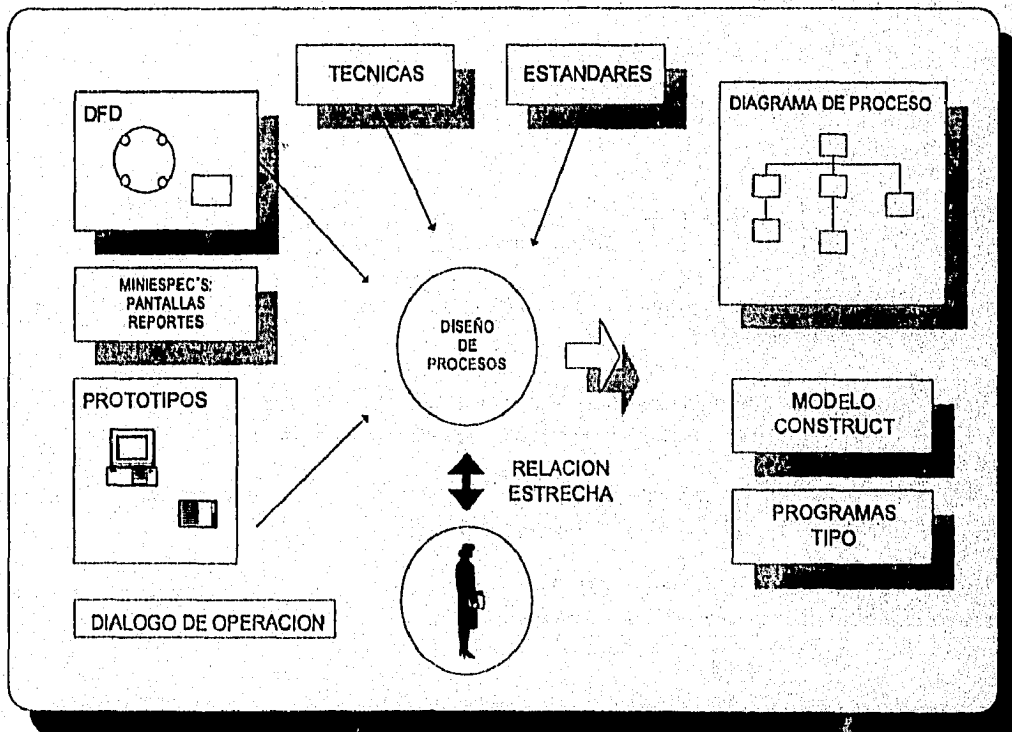 TECNICAS
ESTANDARES
DFD
DIAGRAMA DE PROCESO
MINIESPEC'S:
PANTALLAS
REPORTES
DISEÑO
DE
PROCESOS
PROTOTIPOS
MODELO
CONSTRUCT
RELACION
ESTRECHA
PROGRAMAS
TIPO
DIALOGO DE OPERACION